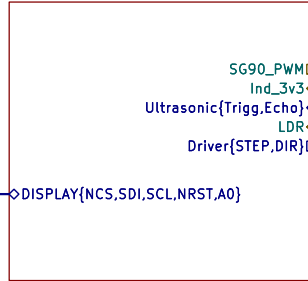 SG90_PWM
Ind_3v3
Ultrasonic{Trigg,Echo}
LDR
Driver{STEP,DIR}
DISPLAY{NCS,SDI,SCL,NRST,A0}